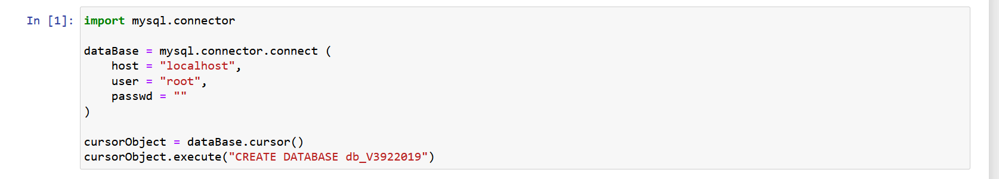 In [1]: import mysql.connector
dataBase = mysql.connector.connect (
    host = "localhost",
    user = "root",
    passwd = ""
)
cursorObject = dataBase.cursor()
cursorObject.execute("CREATE DATABASE db_V3922019")